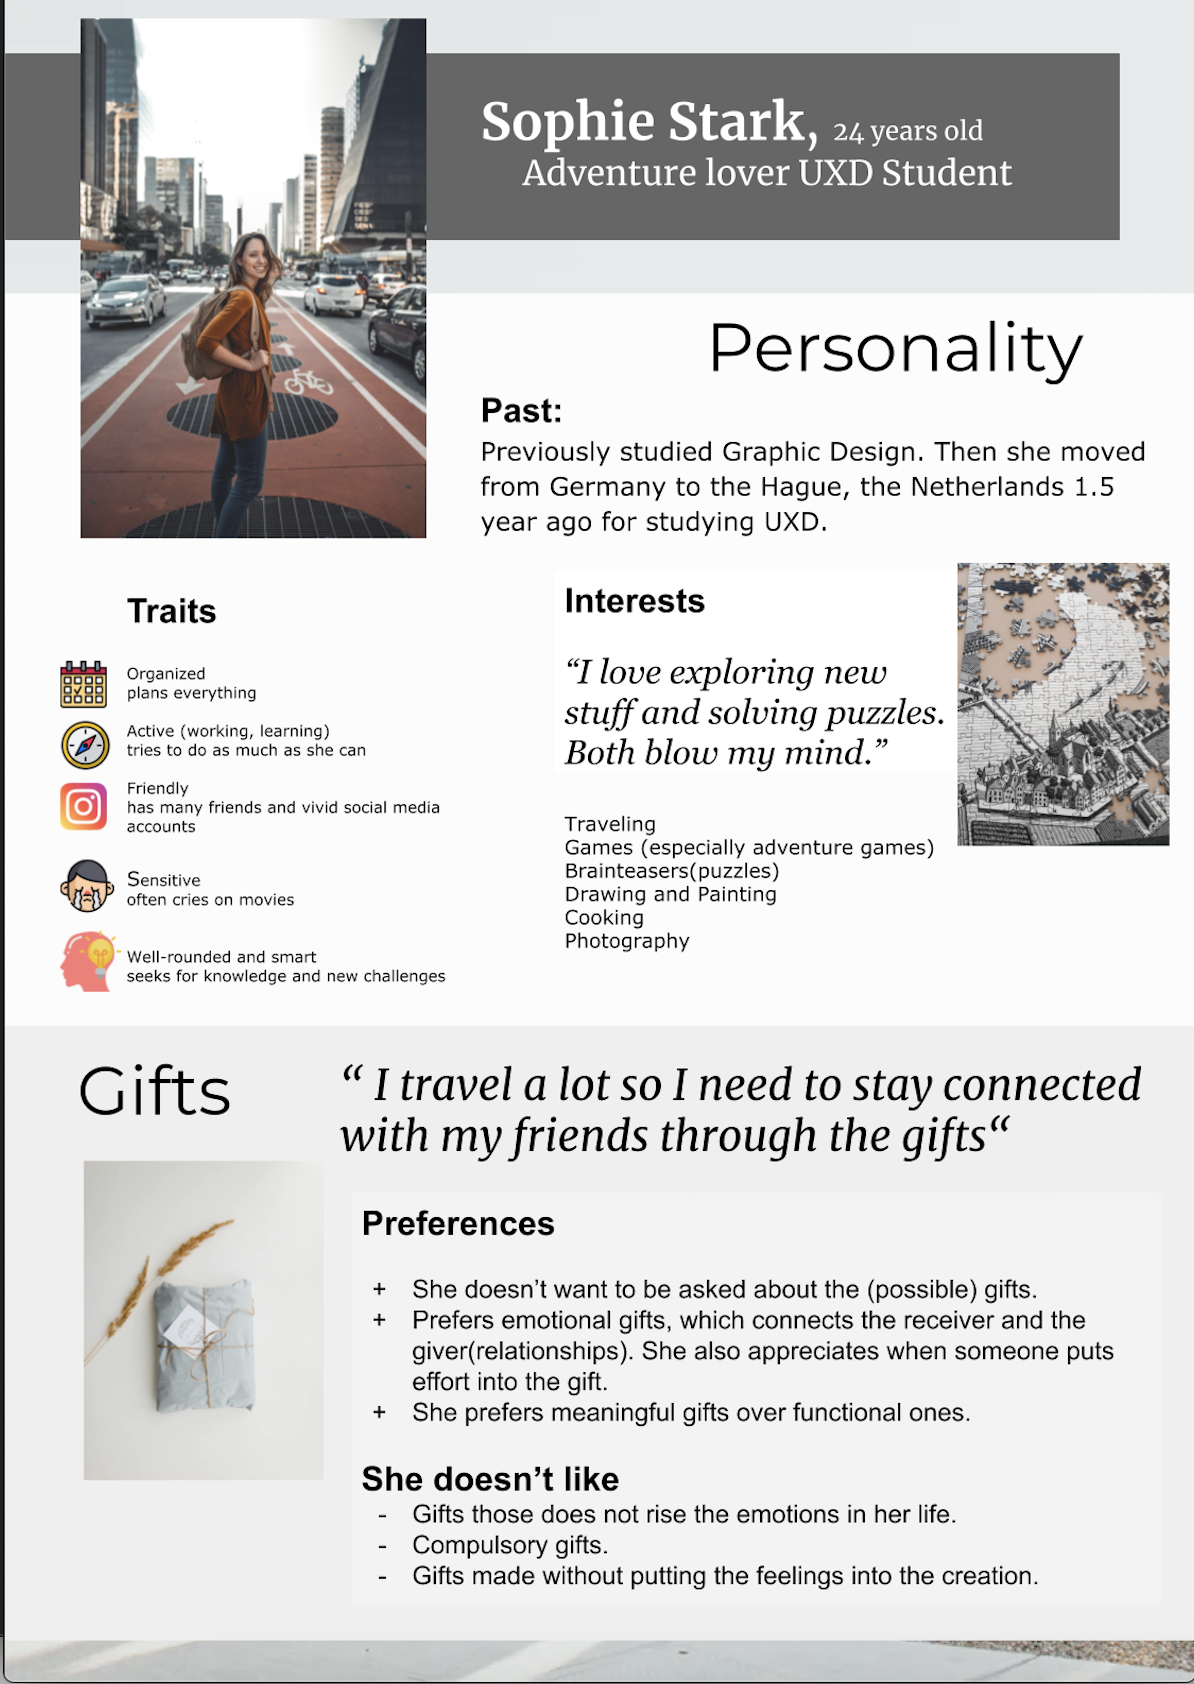 Sophie Stark, 24 years old
Adventure lover UXD Student
Personality
Past:
Previously studied Graphic Design. Then she moved
from Germany to the Hague, the Netherlands 1.5
year ago for studying UXD.
Traits
Organized
plans everything
Active (working, learning)
tries to do as much as she can
Friendly
has many friends and vivid social media
accounts
Sensitive
often cries on movies
Well-rounded and smart
seeks for knowledge and new challenges
Interests
“I love exploring new
stuff and solving puzzles.
Both blow my mind.”
Traveling
Games (especially adventure games)
Brainteasers(puzzles)
Drawing and Painting
Cooking
Photography
Gifts
“ I travel a lot so I need to stay connected
with my friends through the gifts“
Preferences
+ She doesn’t want to be asked about the (possible) gifts.
+ Prefers emotional gifts, which connects the receiver and the
giver(relationships). She also appreciates when someone puts
effort into the gift.
+ She prefers meaningful gifts over functional ones.
She doesn’t like
- Gifts those does not rise the emotions in her life.
- Compulsory gifts.
- Gifts made without putting the feelings into the creation.